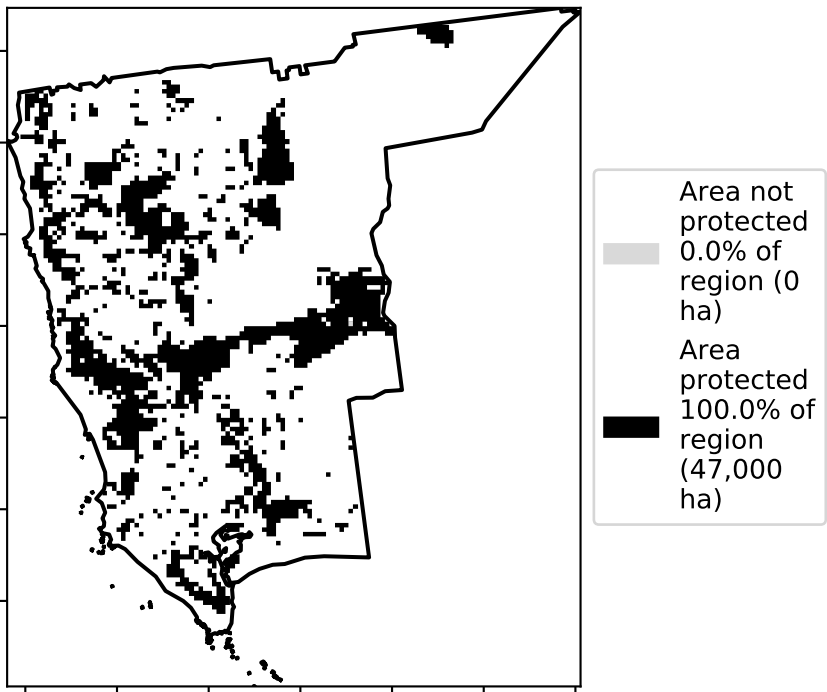 Area not
protected
0.0% of
region (0
ha)
Area
protected
100.0% of
region
(47,000
ha)